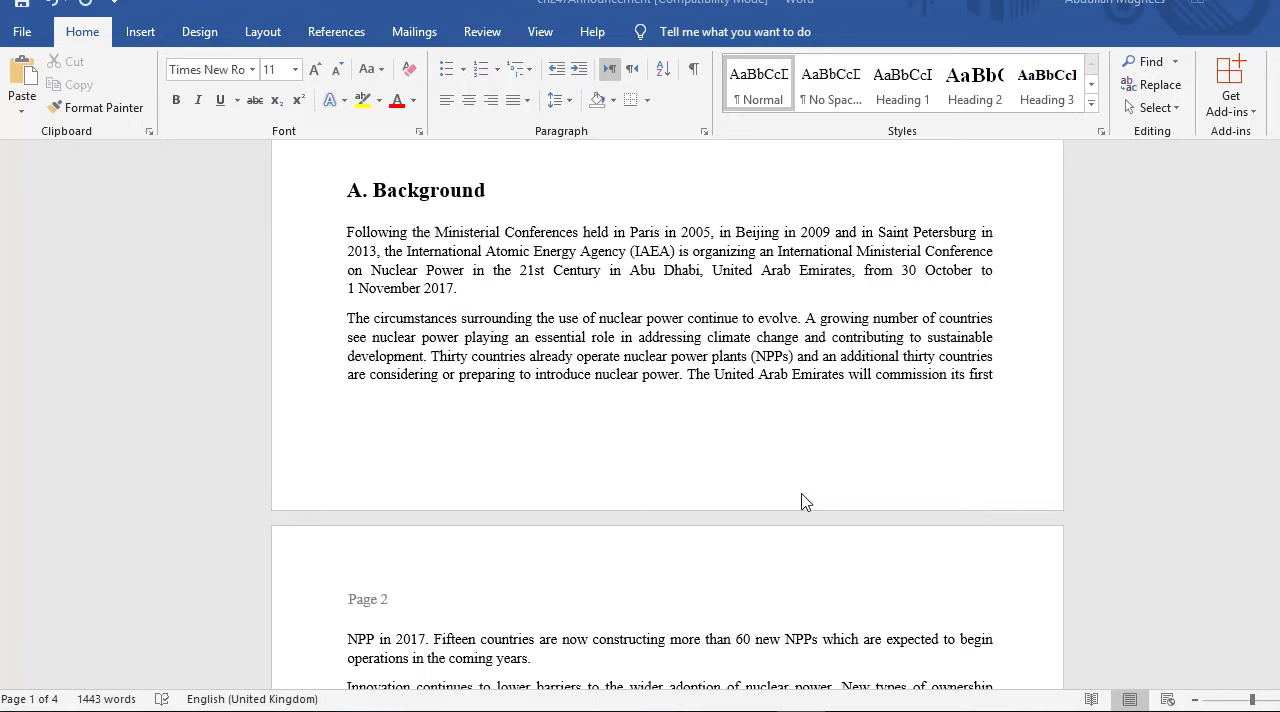 File Home Insert Design Layout References Mailings Review View Help Tell me what you want to do
Paste
Cut
Copy
Format Painter
Clipboard
Times New Ro 11 Aa
B I U abc x₂ x² A A
Font
Paragraph
AaBbCcI AaBbCcI AaBbCcI AaBb( AaBbCcI
¶ Normal ¶ No Spac... Heading 1 Heading 2 Heading 3
Styles
Find
Replace
Select
Editing
Get
Add-ins
Add-ins
A. Background
Following the Ministerial Conferences held in Paris in 2005, in Beijing in 2009 and in Saint Petersburg in
2013, the International Atomic Energy Agency (IAEA) is organizing an International Ministerial Conference
on Nuclear Power in the 21st Century in Abu Dhabi, United Arab Emirates, from 30 October to
1 November 2017.
The circumstances surrounding the use of nuclear power continue to evolve. A growing number of countries
see nuclear power playing an essential role in addressing climate change and contributing to sustainable
development. Thirty countries already operate nuclear power plants (NPPs) and an additional thirty countries
are considering or preparing to introduce nuclear power. The United Arab Emirates will commission its first
Page 2
NPP in 2017. Fifteen countries are now constructing more than 60 new NPPs which are expected to begin
operations in the coming years.
Innovation continues to lower barriers to the wider adoption of nuclear power. New types of ownership
Page 1 of 4 1443 words English (United Kingdom)